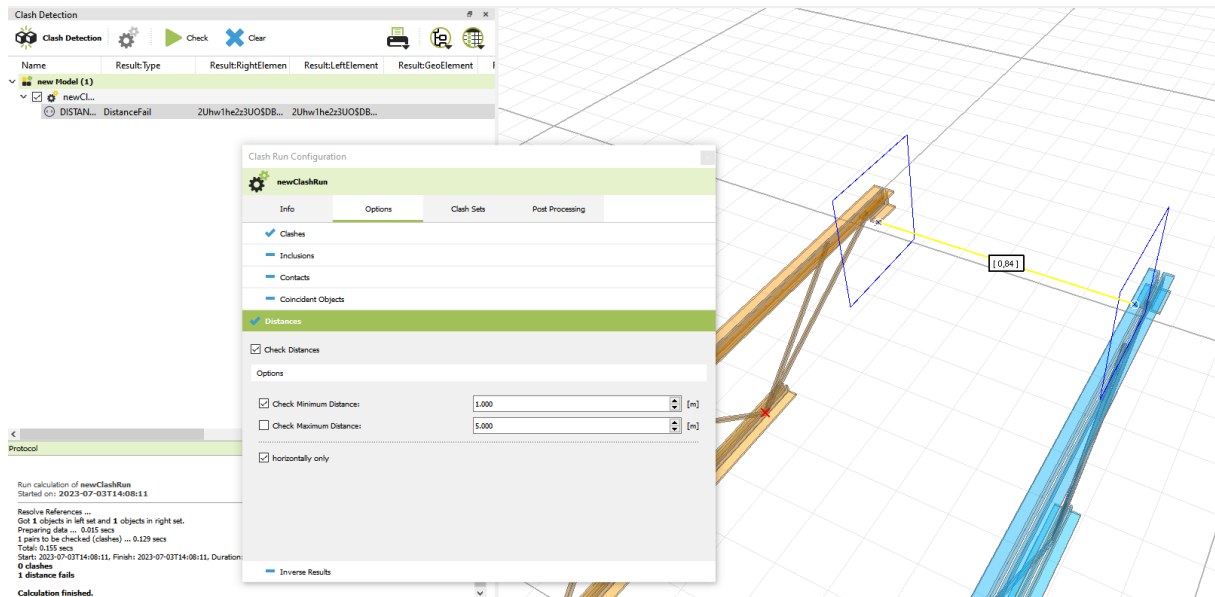 Clash Detection
Clash Detection Check Clear
Name Result:Type Result:RightElemen Result:LeftElement Result:GeoElement
new Model (1)
newCl...
DISTAN... DistanceFail 2Uhw1he2z3UO$DB... 2Uhw1he2z3UO$DB...
[ 0,84 ]
Clash Run Configuration
newClashRun
Info Options Clash Sets Post Processing
Clashes
Inclusions
Contacts
Coincident Objects
Distances
Check Distances
Options
Check Minimum Distance: 1.000 [m]
Check Maximum Distance: 5.000 [m]
horizontally only
Inverse Results
Protocol
Run calculation of newClashRun
Started on: 2023-07-03T14:08:11
Resolve References ...
Got 1 objects in left set and 1 objects in right set.
Preparing data ... 0.015 secs
1 pairs to be checked (clashes) ... 0.129 secs
Total: 0.155 secs
Start: 2023-07-03T14:08:11, Finish: 2023-07-03T14:08:11, Duration:
0 clashes
1 distance fails
Calculation finished.